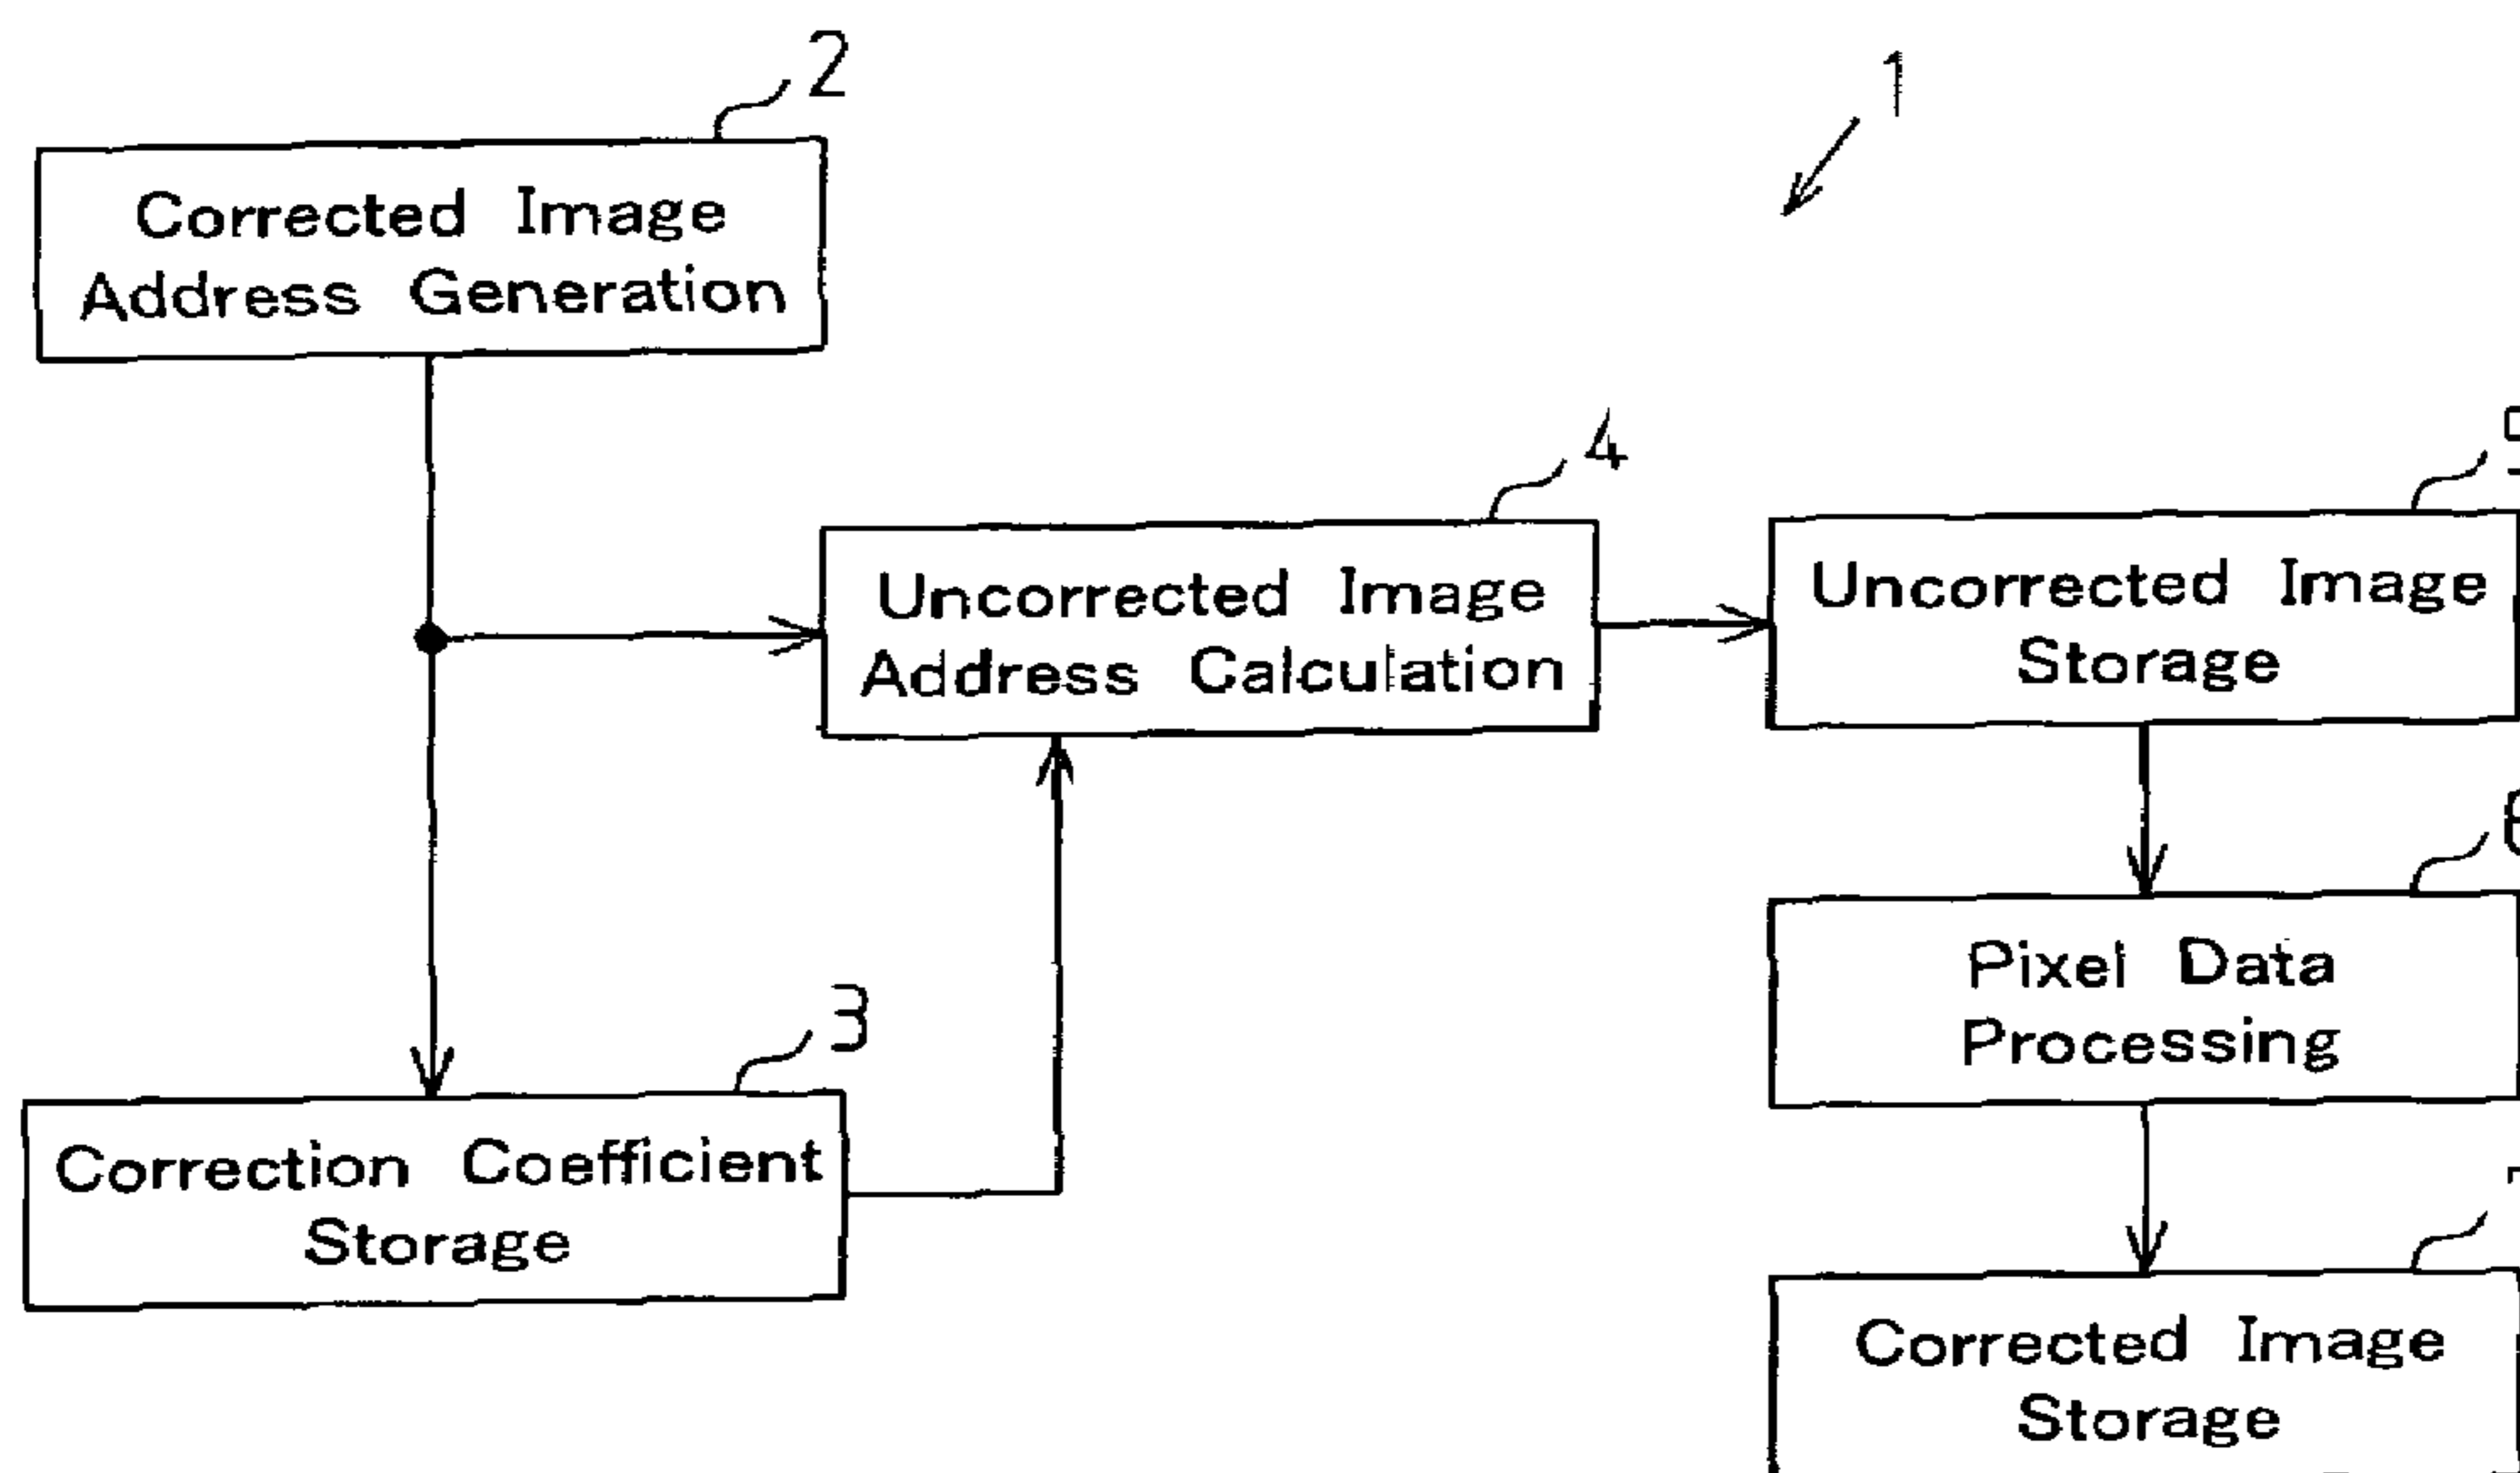 2
1
Corrected Image
Address Generation
4
Uncorrected Image
Address Calculation
Uncorrected Image
Storage
Pixel Data
Processing
3
Correction Coefficient
Storage
Corrected Image
Storage